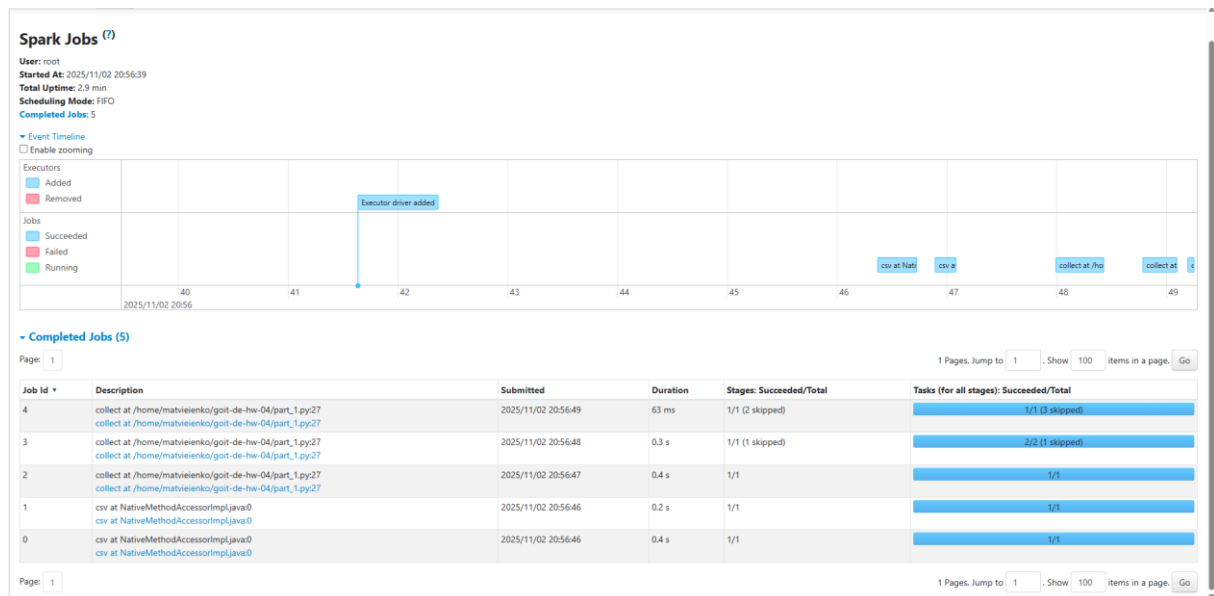 Spark Jobs (?)
User: root
Started At: 2025/11/02 20:56:39
Total Uptime: 2.9 min
Scheduling Mode: FIFO
Completed Jobs: 5
Event Timeline
Enable zooming
Executors
Added
Removed
Executor driver added
Jobs
Succeeded
Failed
Running
csv at Nati csv a collect at /ho collect at c
40 41 42 43 44 45 46 47 48 49
2025/11/02 20:56
Completed Jobs (5)
Page: 1 1 Pages. Jump to 1 . Show 100 items in a page. Go
Job Id ▾ Description Submitted Duration Stages: Succeeded/Total Tasks (for all stages): Succeeded/Total
4 collect at /home/matvieienko/goit-de-hw-04/part_1.py:27 2025/11/02 20:56:49 63 ms 1/1 (2 skipped) 1/1 (3 skipped)
collect at /home/matvieienko/goit-de-hw-04/part_1.py:27
3 collect at /home/matvieienko/goit-de-hw-04/part_1.py:27 2025/11/02 20:56:48 0.3 s 1/1 (1 skipped) 2/2 (1 skipped)
collect at /home/matvieienko/goit-de-hw-04/part_1.py:27
2 collect at /home/matvieienko/goit-de-hw-04/part_1.py:27 2025/11/02 20:56:47 0.4 s 1/1 1/1
collect at /home/matvieienko/goit-de-hw-04/part_1.py:27
1 csv at NativeMethodAccessorImpl.java:0 2025/11/02 20:56:46 0.2 s 1/1 1/1
csv at NativeMethodAccessorImpl.java:0
0 csv at NativeMethodAccessorImpl.java:0 2025/11/02 20:56:46 0.4 s 1/1 1/1
csv at NativeMethodAccessorImpl.java:0
Page: 1 1 Pages. Jump to 1 . Show 100 items in a page. Go